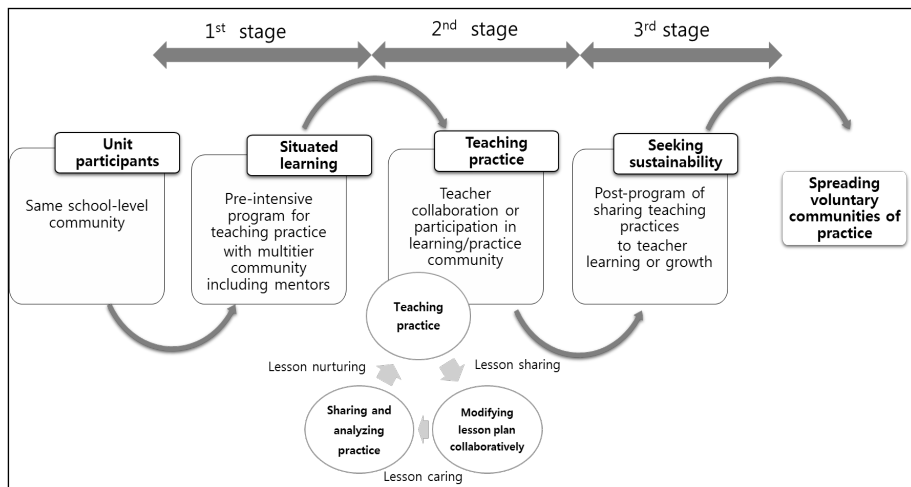 1st stage
2nd stage
3rd stage
Unit
participants
Same school-level
community
Situated
learning
Pre-intensive
program for
teaching practice
with multitier
community
including mentors
Teaching
practice
Teacher
collaboration or
participation in
learning/practice
community
Seeking
sustainability
Post-program of
sharing teaching
practices
to teacher
learning or growth
Spreading
voluntary
communities of
practice
Teaching
practice
Lesson nurturing
Lesson sharing
Sharing and
analyzing
practice
Modifying
lesson plan
collaboratively
Lesson caring